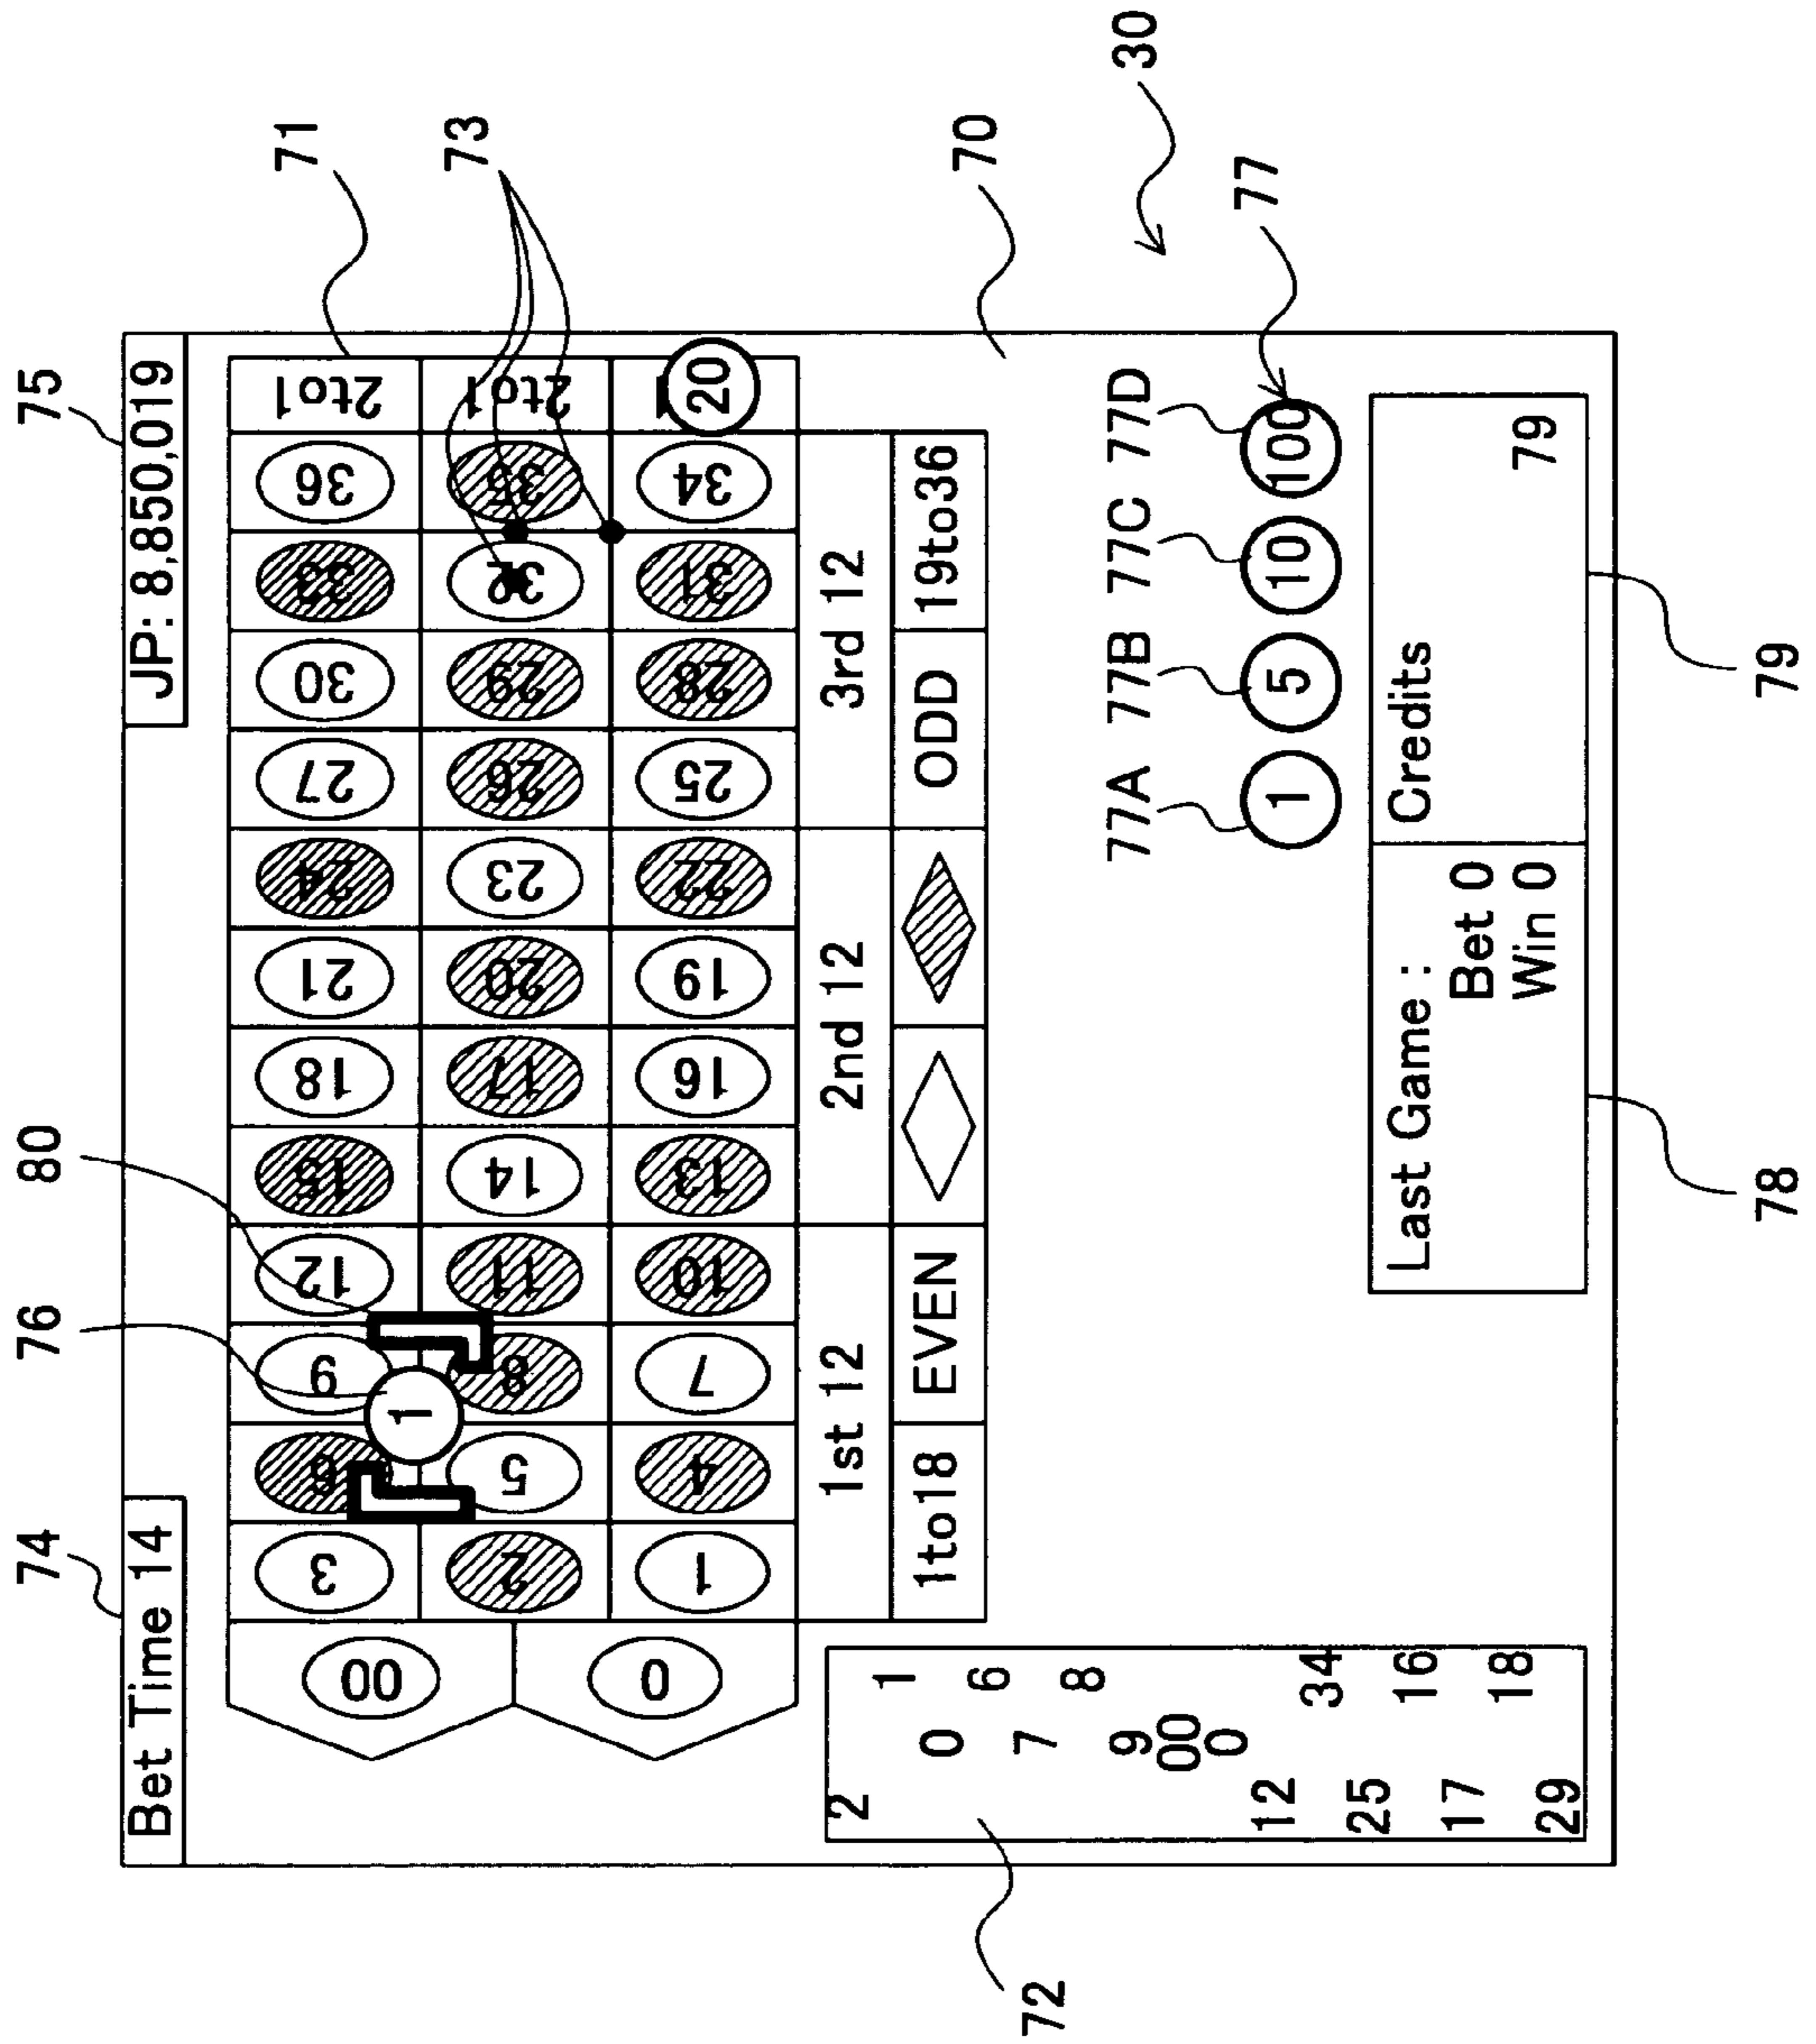 74 76 80 75
Bet Time 14 JP: 8,850,019
71
3 6 9 12 15 18 21 24 27 30 33 36 2to1
00
1
73
2 5 8 11 14 17 20 23 26 29 32 35 2to1
0
1 4 7 10 13 16 19 22 25 28 31 34 20
1st 12 2nd 12 3rd 12
1to18 EVEN ODD 19to36
2
1
0
6
7
8
9
00
0
12
34
25
16
17
18
29
70
72
30
77A 77B 77C 77D
77
1 5 10 100
Last Game : Credits
Bet 0
Win 0 79
78 79